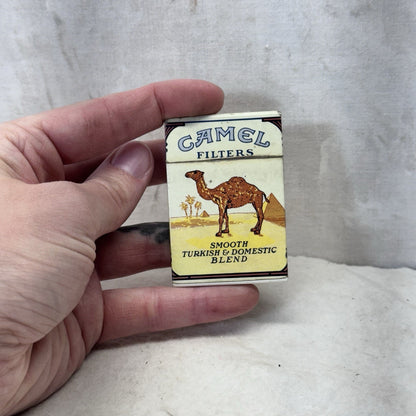 CAMEL
FILTERS
SMOOTH
TURKISH & DOMESTIC
BLEND